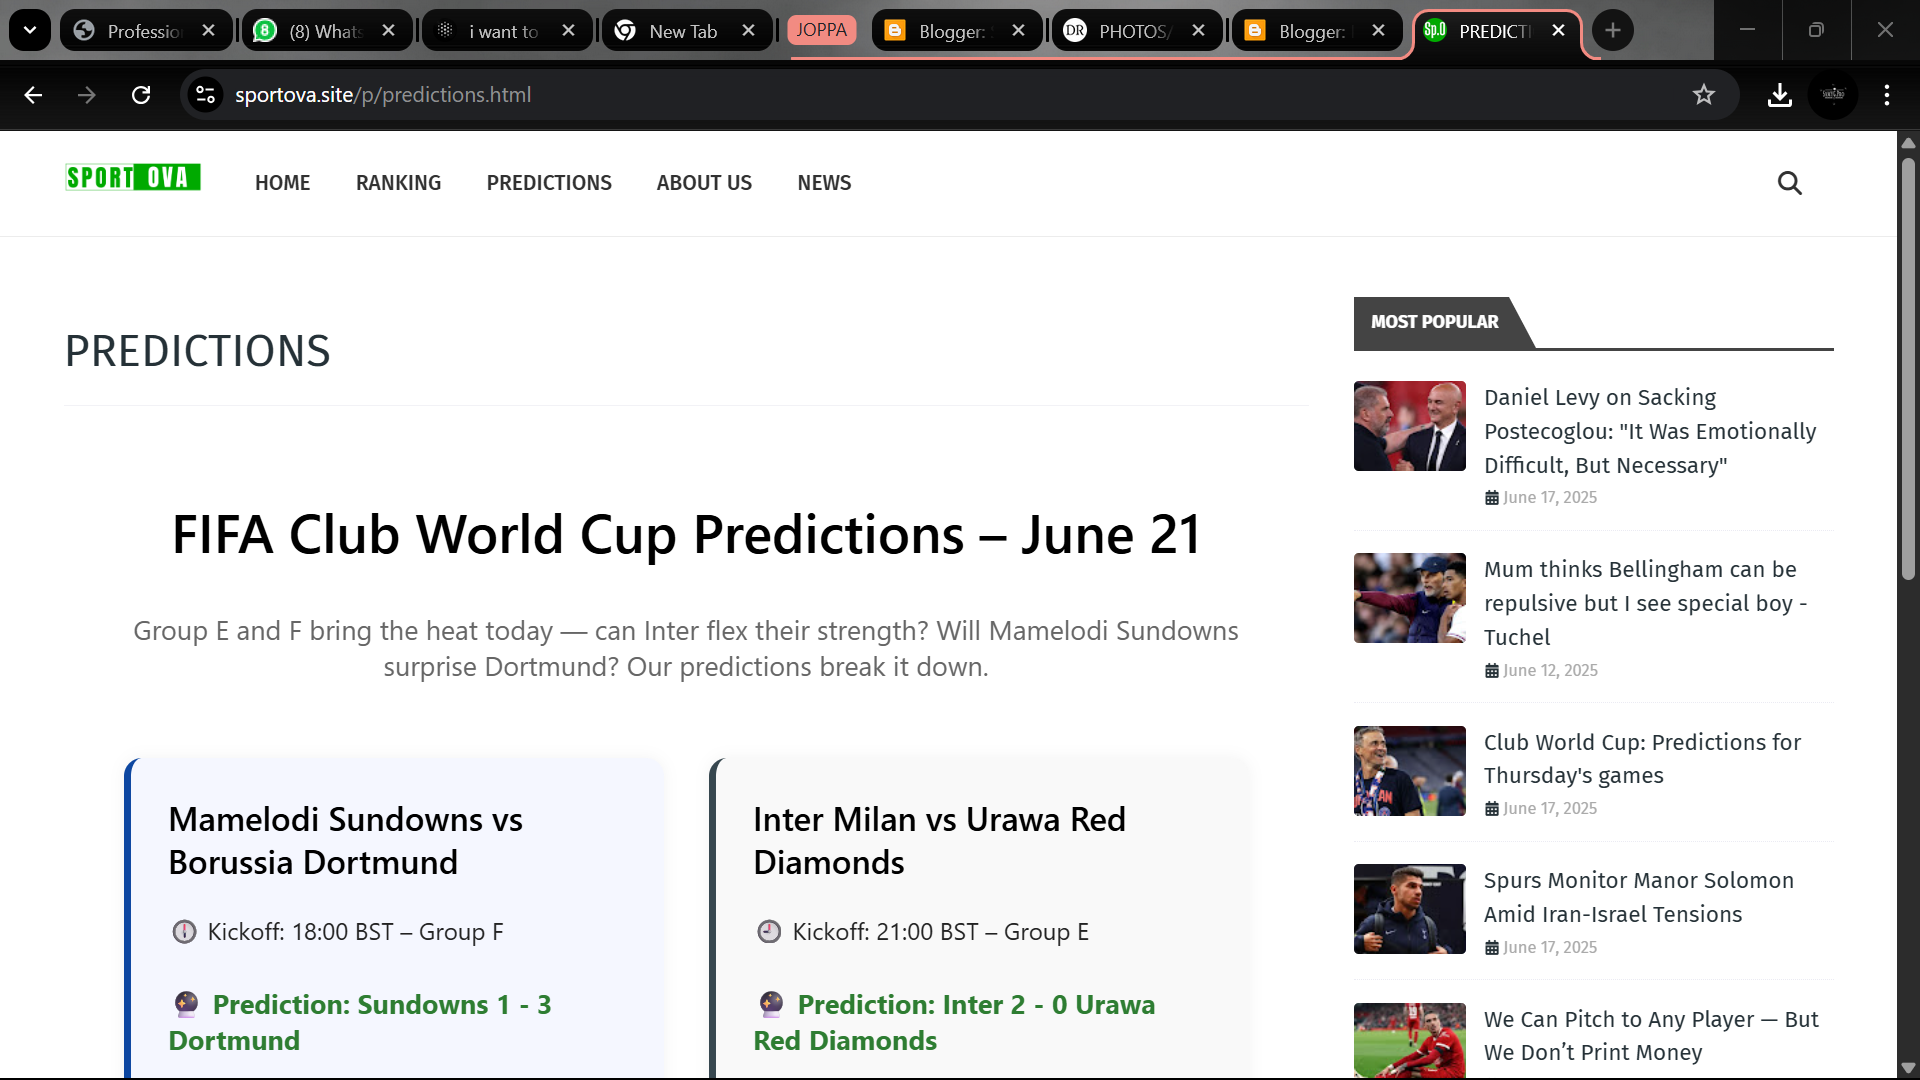 Professio
(8) Whats
i want to
New Tab
JOPPA
Blogger: S
DR PHOTOS/
Blogger:
Sp.O PREDICTI
sportova.site/p/predictions.html
SPORT OVA
HOME
RANKING
PREDICTIONS
ABOUT US
NEWS
PREDICTIONS
FIFA Club World Cup Predictions – June 21
Group E and F bring the heat today — can Inter flex their strength? Will Mamelodi Sundowns
surprise Dortmund? Our predictions break it down.
Mamelodi Sundowns vs
Borussia Dortmund
Kickoff: 18:00 BST – Group F
Prediction: Sundowns 1 - 3
Dortmund
Inter Milan vs Urawa Red
Diamonds
Kickoff: 21:00 BST – Group E
Prediction: Inter 2 - 0 Urawa
Red Diamonds
MOST POPULAR
Daniel Levy on Sacking
Postecoglou: "It Was Emotionally
Difficult, But Necessary"
June 17, 2025
Mum thinks Bellingham can be
repulsive but I see special boy -
Tuchel
June 12, 2025
Club World Cup: Predictions for
Thursday's games
June 17, 2025
Spurs Monitor Manor Solomon
Amid Iran-Israel Tensions
June 17, 2025
We Can Pitch to Any Player — But
We Don’t Print Money